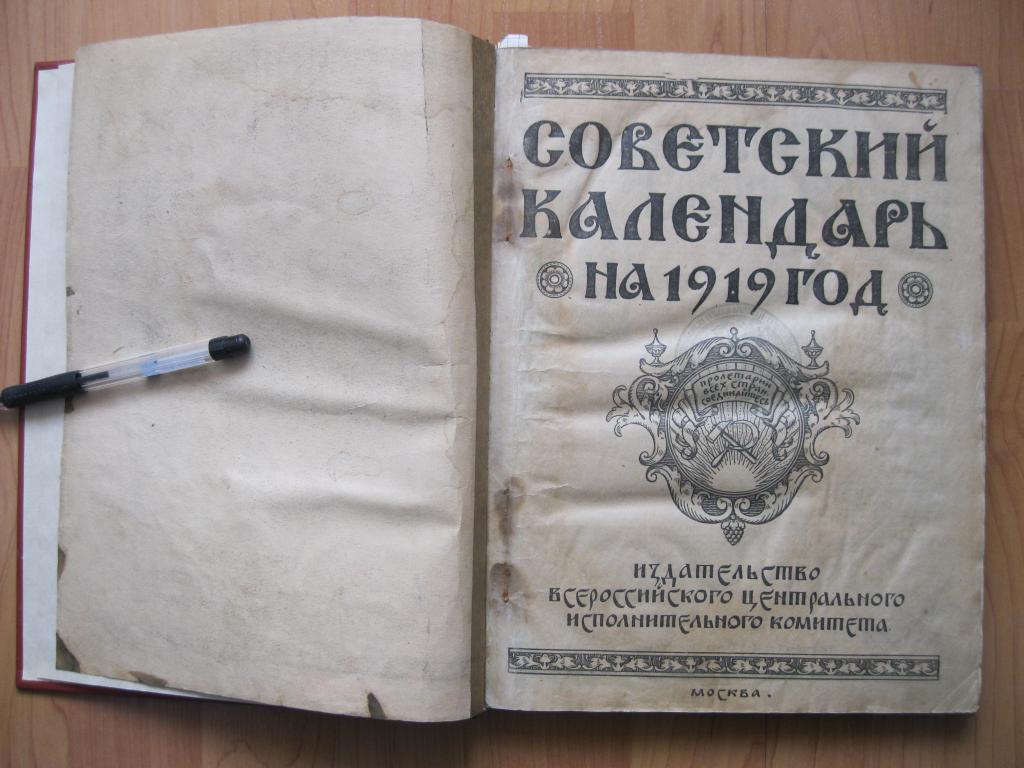 СОВЕТСКИЙ
КАЛЕНДАРЬ
НА 1919 ГОД
ПРОЛЕТАРИИ
ВСЕХ СТРАН
СОЕДИНЯЙТЕСЬ
ИЗДАТЕЛЬСТВО
ВСЕРОССИЙСКОГО ЦЕНТРАЛЬНОГО
ИСПОЛНИТЕЛЬНОГО КОМИТЕТА.
МОСКВА.